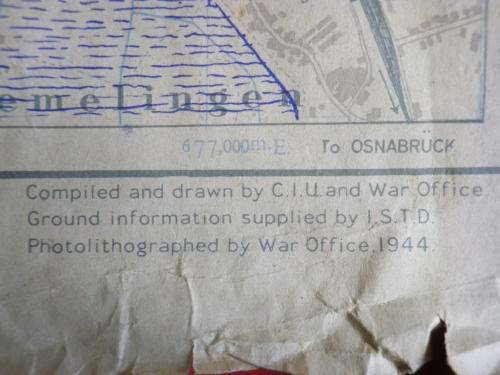 emelingen
677,000m.E. To OSNABRÜCK
Compiled and drawn by C.I.U. and War Office.
Ground information supplied by I.S.T.D.
Photolithographed by War Office, 1944.